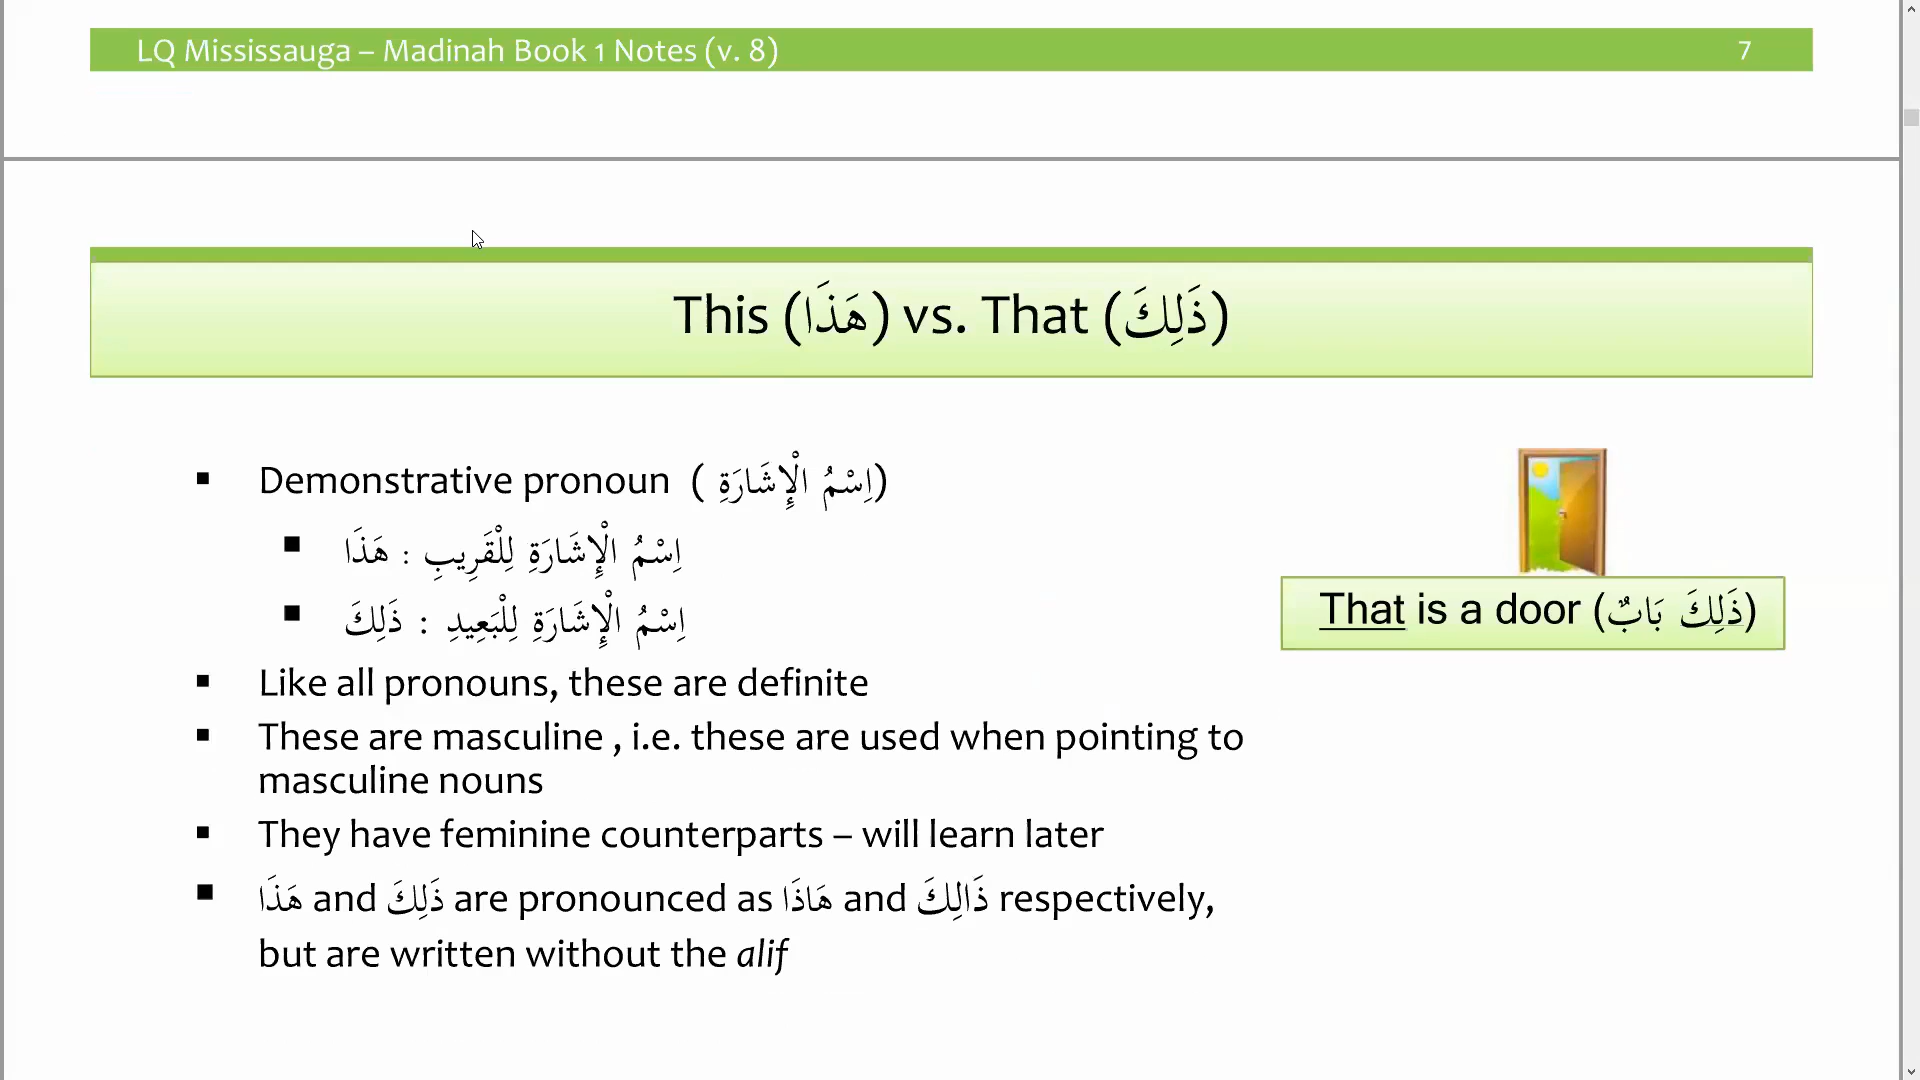 LQ Mississauga – Madinah Book 1 Notes (v. 8) 7
This (هَذَا) vs. That (ذَلِكَ)
▪ Demonstrative pronoun (اِسْمُ الْإِشَارَةِ )
▪ اِسْمُ الْإِشَارَةِ لِلْقَرِيبِ : هَذَا
▪ اِسْمُ الْإِشَارَةِ لِلْبَعِيدِ : ذَلِكَ
▪ Like all pronouns, these are definite
▪ These are masculine , i.e. these are used when pointing to
masculine nouns
▪ They have feminine counterparts – will learn later
▪ هَذَا and ذَلِكَ are pronounced as هَاذَا and ذَالِكَ respectively,
but are written without the alif
That is a door (ذَلِكَ بَابٌ)